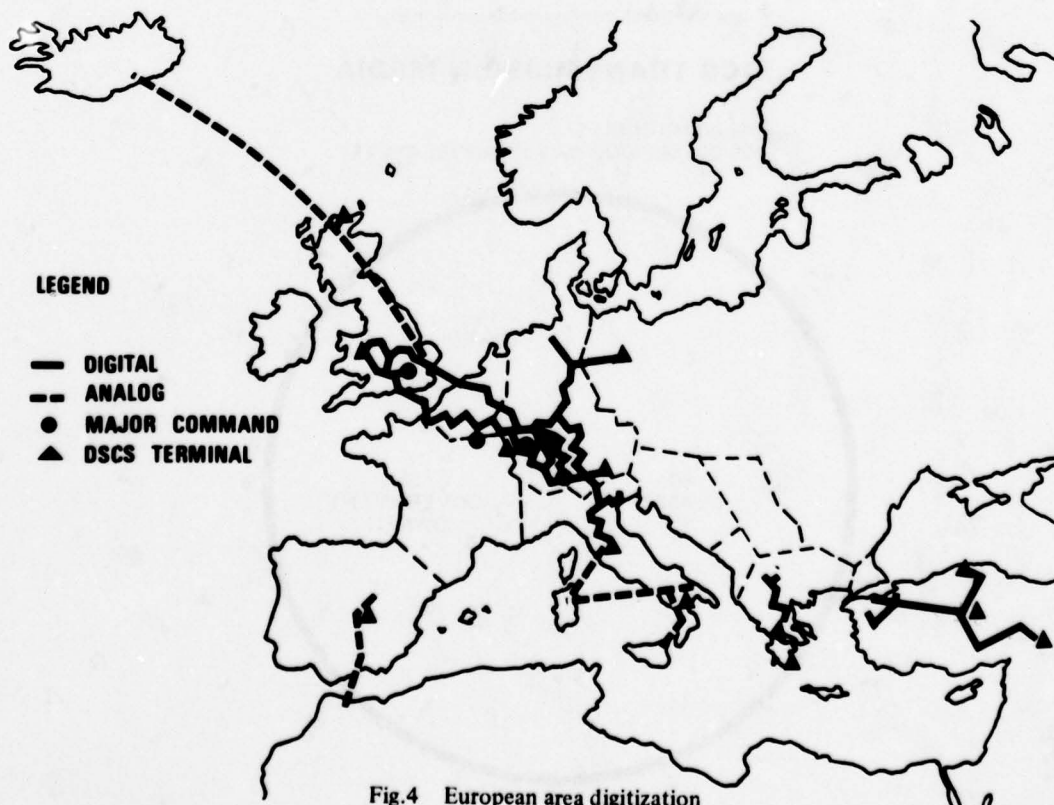 LEGEND
DIGITAL
ANALOG
MAJOR COMMAND
DSCS TERMINAL
Fig.4 European area digitization